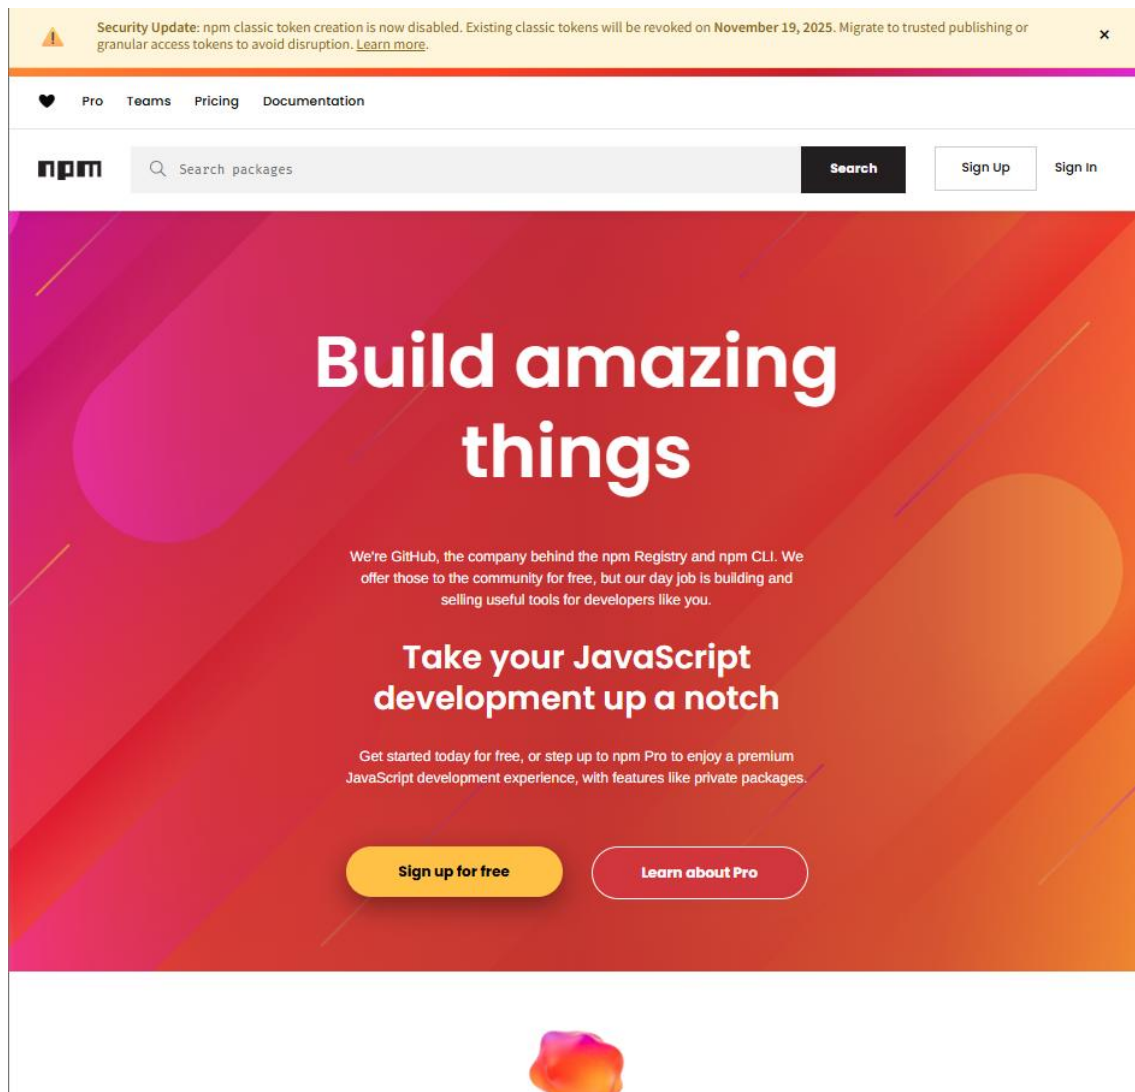 Security Update: npm classic token creation is now disabled. Existing classic tokens will be revoked on November 19, 2025. Migrate to trusted publishing or
granular access tokens to avoid disruption. Learn more.
Pro Teams Pricing Documentation
npm Search packages Search Sign Up Sign In
Build amazing
things
We're GitHub, the company behind the npm Registry and npm CLI. We
offer those to the community for free, but our day job is building and
selling useful tools for developers like you.
Take your JavaScript
development up a notch
Get started today for free, or step up to npm Pro to enjoy a premium
JavaScript development experience, with features like private packages.
Sign up for free Learn about Pro